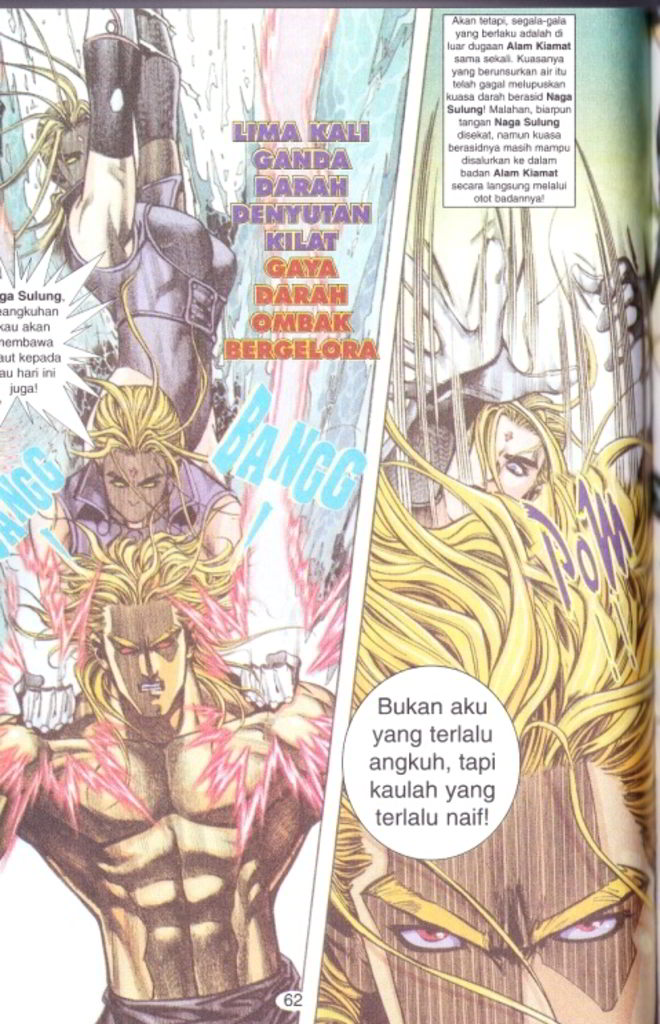 LIMA KALI
GANDA
DARAH
DENYUTAN
KILAT
GAYA
DARAH
OMBAK
BERGELORA
ga Sulung,
eangkuhan
kau akan
membawa
aut kepada
au hari ini
juga!
BANGG
ANGG
62
Akan tetapi, segala-gala
yang berlaku adalah di
luar dugaan Alam Kiamat
sama sekali. Kuasanya
yang berunsurkan air itu
telah gagal melupuskan
kuasa darah berasid Naga
Sulung! Malahan, biarpun
tangan Naga Sulung
disekat, namun kuasa
berasidnya masih mampu
disalurkan ke dalam
badan Alam Kiamat
secara langsung melalui
otot badannya!
POM
Bukan aku
yang terlalu
angkuh, tapi
kaulah yang
terlalu naif!